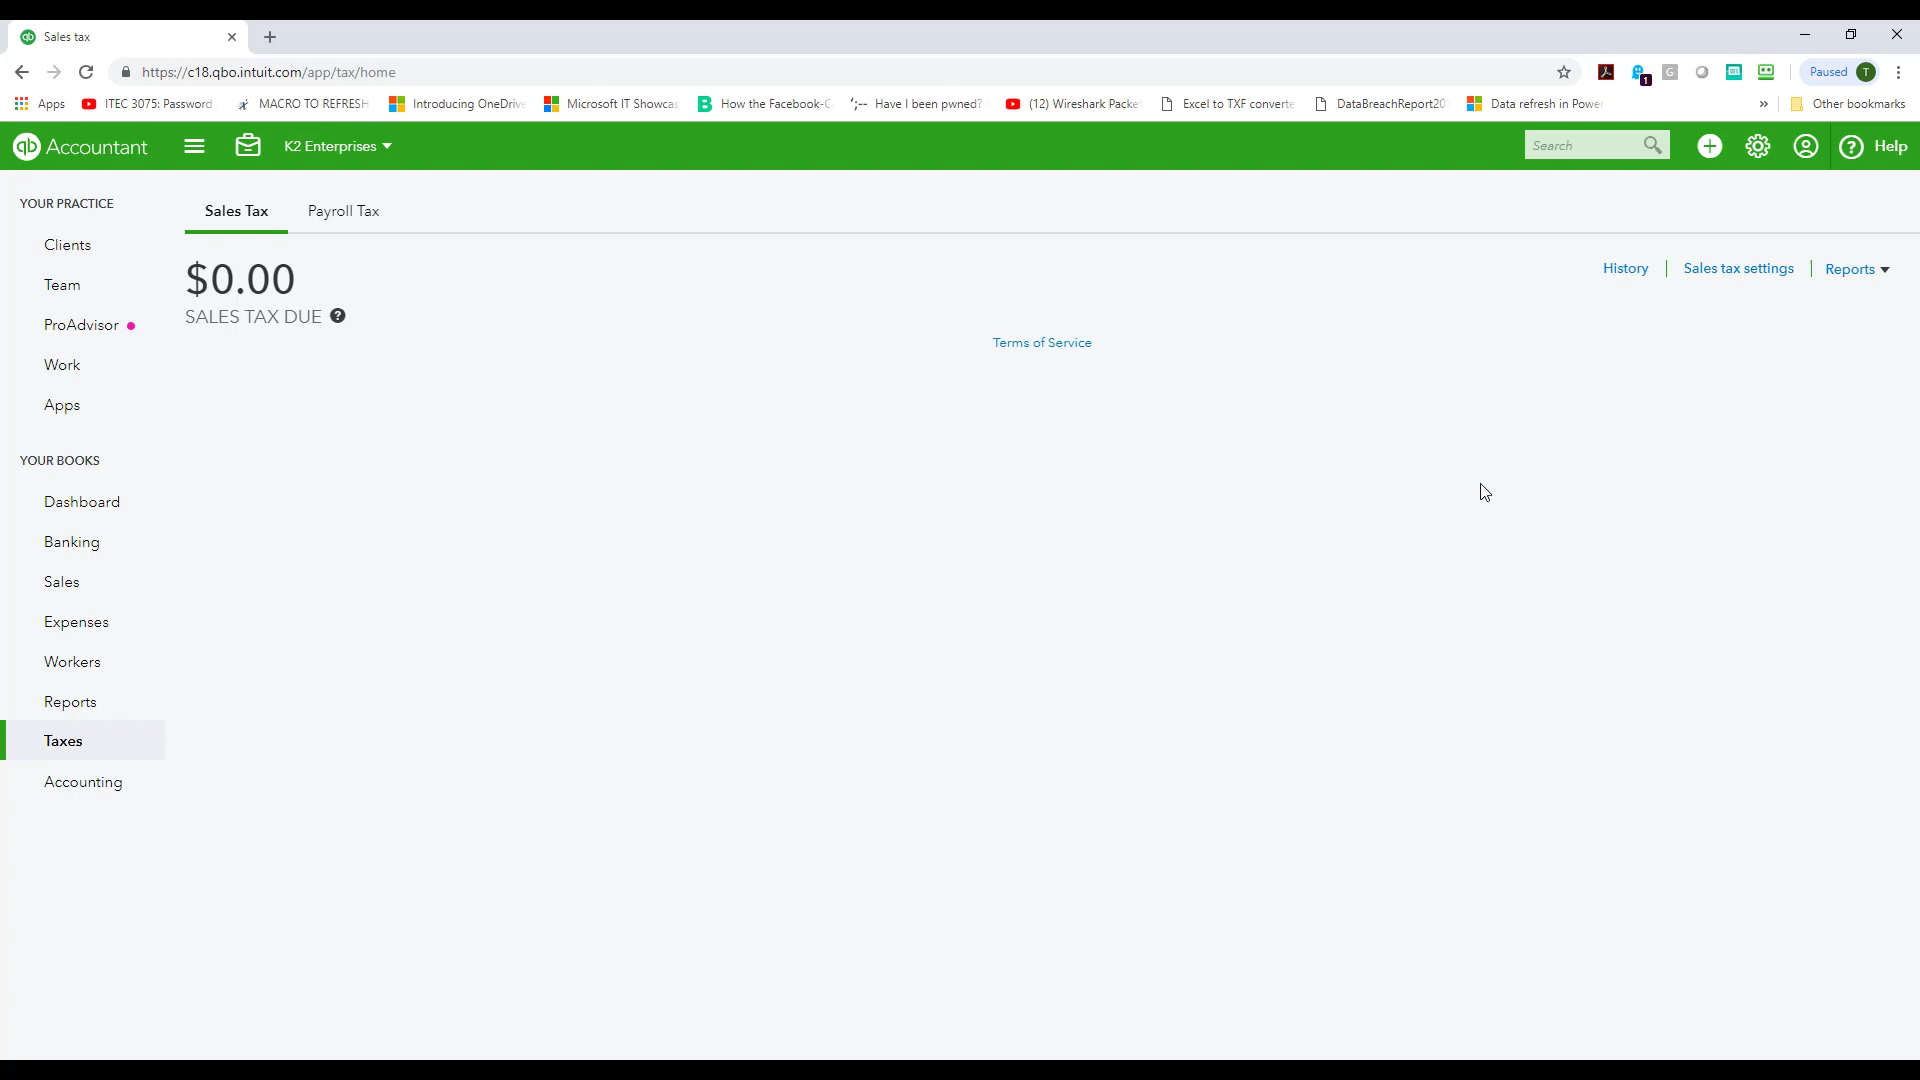 Sales tax
https://c18.qbo.intuit.com/app/tax/home
Paused T
Apps ITEC 3075: Password MACRO TO REFRESH Introducing OneDrive Microsoft IT Showcas How the Facebook-C Have I been pwned? (12) Wireshark Packet Excel to TXF converte DataBreachReport20 Data refresh in Power » Other bookmarks
qb Accountant K2 Enterprises Search Help
YOUR PRACTICE
Clients
Team
ProAdvisor
Work
Apps
YOUR BOOKS
Dashboard
Banking
Sales
Expenses
Workers
Reports
Taxes
Accounting
Sales Tax Payroll Tax
$0.00
SALES TAX DUE ?
History Sales tax settings Reports
Terms of Service